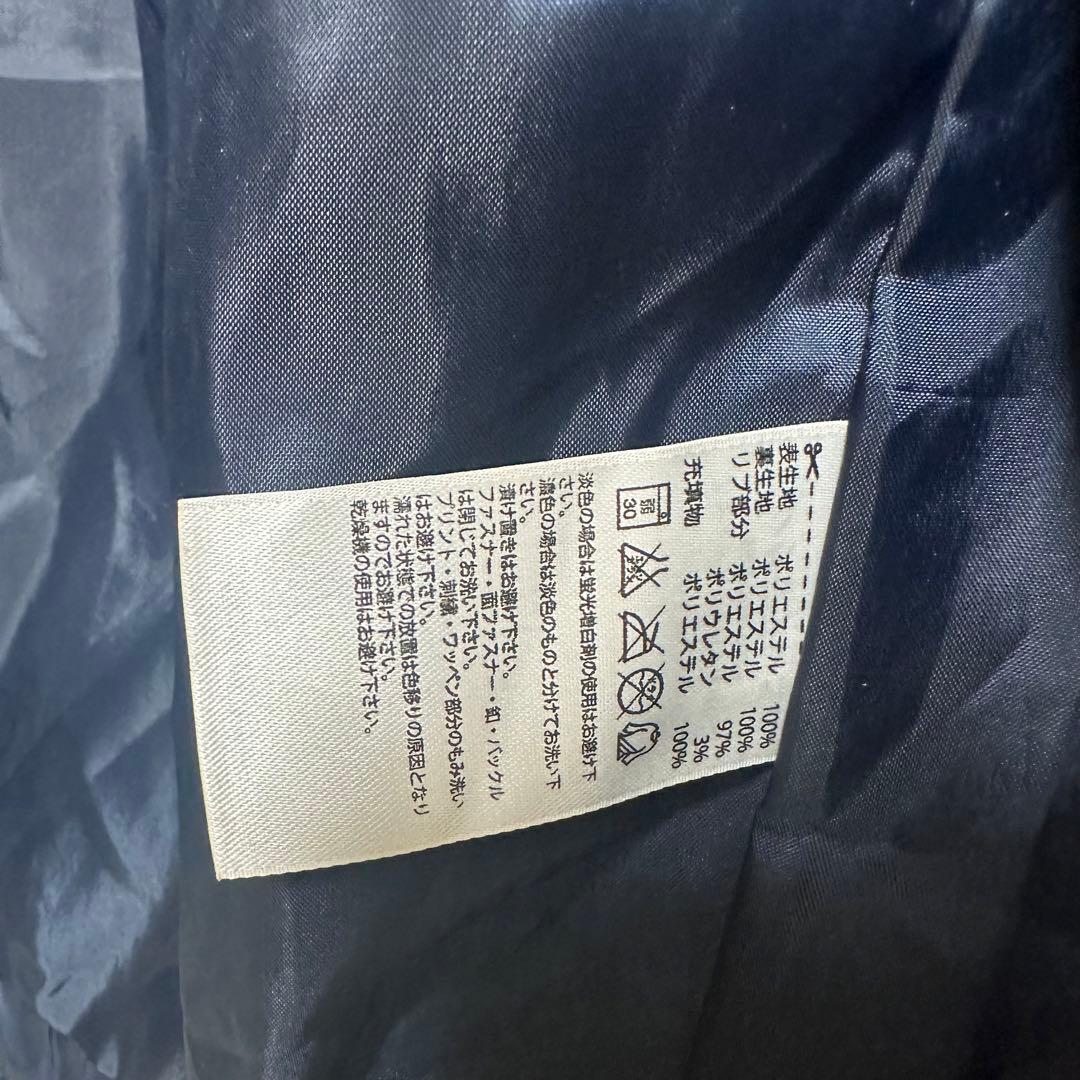 表生地 ポリエステル 100%
裏生地 ポリエステル 100%
リブ部分 ポリエステル 97%
ポリウレタン 3%
充填物 ポリエステル 100%
弱
30
淡色の場合は蛍光増白剤の使用はお避け下
さい。
濃色の場合は淡色のものと分けてお洗い下
さい。
漬け置きはお避け下さい。
ファスナー・面ファスナー・釦・バックル
は閉じてお洗い下さい。
プリント・刺繍・ワッペン部分のもみ洗い
はお避け下さい。
濡れた状態での放置は色移りの原因となり
ますのでお避け下さい。
乾燥機の使用はお避け下さい。